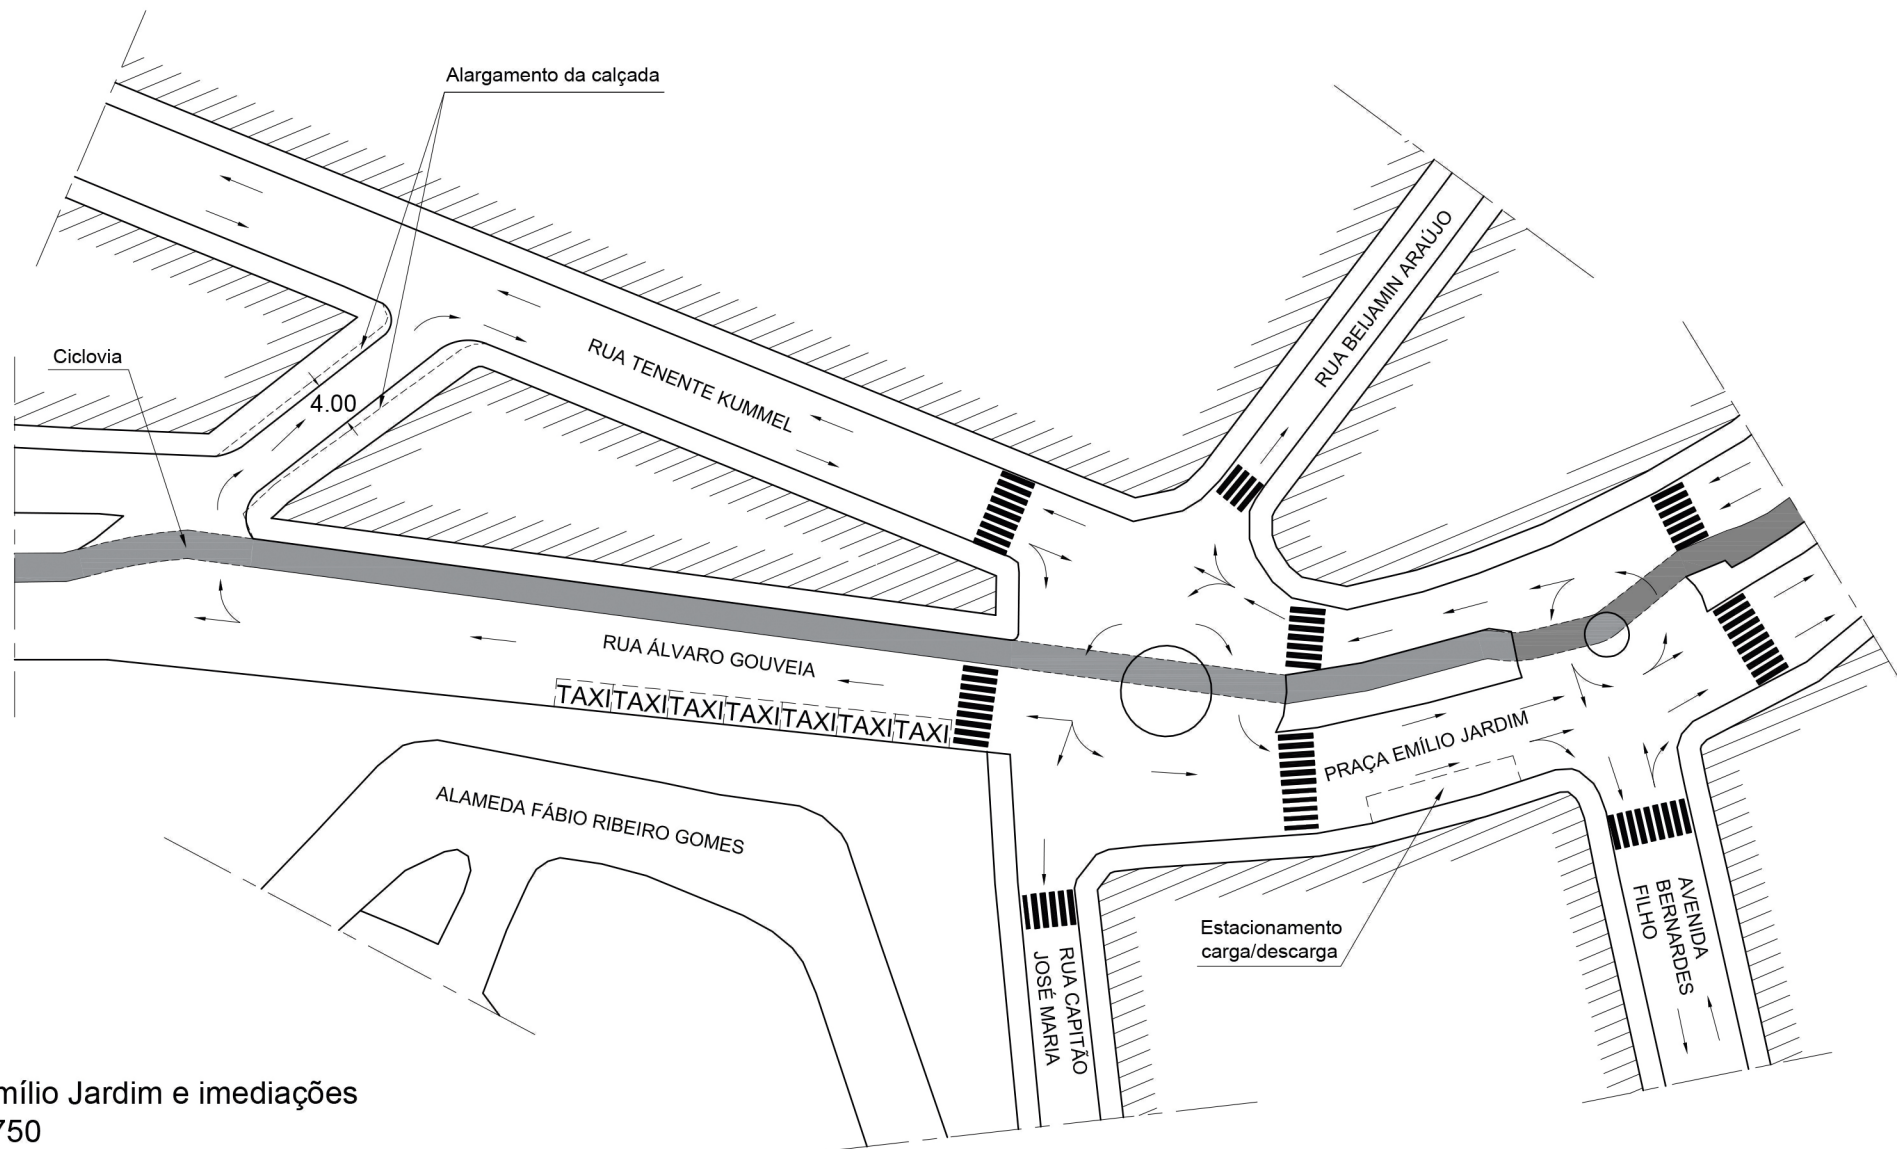 Alargamento da calçada
RUA BEIJAMIN ARAÚJO
Ciclovia
RUA TENENTE KUMMEL
4.00
RUA ÁLVARO GOUVEIA
TAXI TAXI TAXI TAXI TAXI TAXI TAXI
PRAÇA EMÍLIO JARDIM
ALAMEDA FÁBIO RIBEIRO GOMES
Estacionamento
carga/descarga
AVENIDA
BERNARDES
FILHO
RUA CAPITÃO
JOSÉ MARIA
mílio Jardim e imediações
750